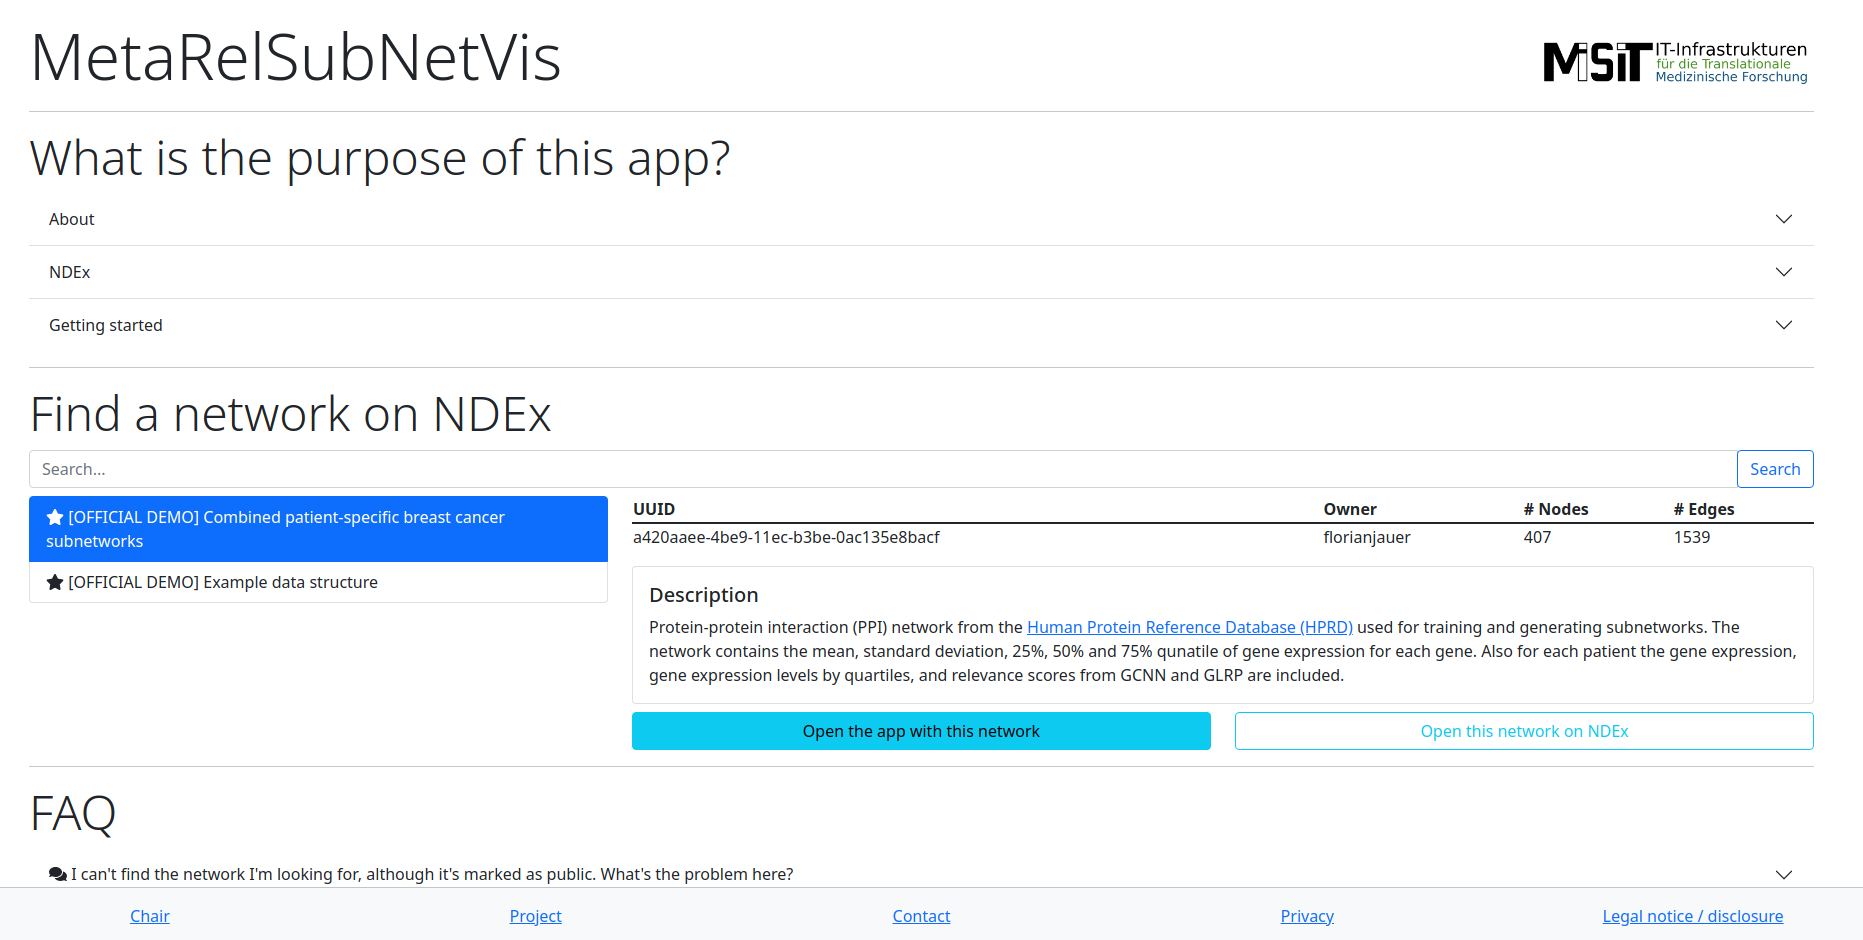 MetaRelSubNetVis
MiSiT IT-Infrastrukturen
für die Translationale
Medizinische Forschung
What is the purpose of this app?
About
NDEx
Getting started
Find a network on NDEx
Search...
Search
[OFFICIAL DEMO] Combined patient-specific breast cancer
subnetworks
[OFFICIAL DEMO] Example data structure
UUID Owner # Nodes # Edges
a420aaee-4be9-11ec-b3be-0ac135e8bacf florianjauer 407 1539
Description
Protein-protein interaction (PPI) network from the Human Protein Reference Database (HPRD) used for training and generating subnetworks. The
network contains the mean, standard deviation, 25%, 50% and 75% qunatile of gene expression for each gene. Also for each patient the gene expression,
gene expression levels by quartiles, and relevance scores from GCNN and GLRP are included.
Open the app with this network
Open this network on NDEx
FAQ
I can't find the network I'm looking for, although it's marked as public. What's the problem here?
Chair Project Contact Privacy Legal notice / disclosure